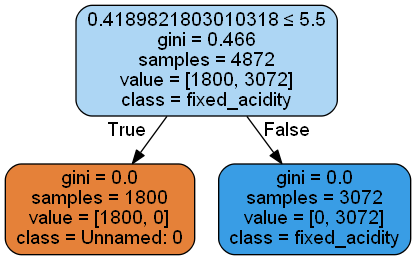 0.4189821803010318 ≤ 5.5
gini = 0.466
samples = 4872
value = [1800, 3072]
class = fixed_acidity
True
False
gini = 0.0
samples = 1800
value = [1800, 0]
class = Unnamed: 0
gini = 0.0
samples = 3072
value = [0, 3072]
class = fixed_acidity